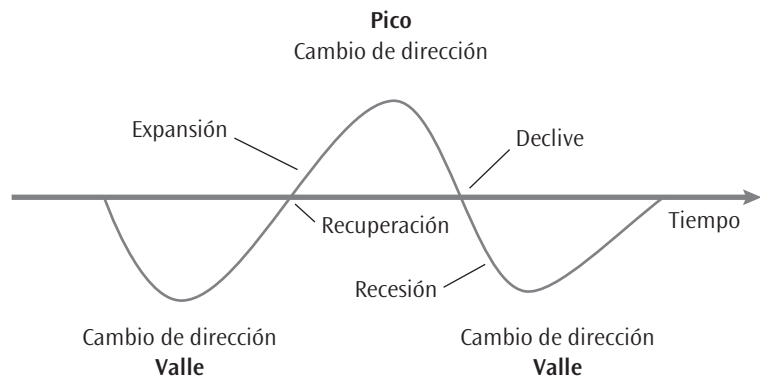 Pico
Cambio de dirección
Expansión
Declive
Recuperación
Tiempo
Recesión
Cambio de dirección
Valle
Cambio de dirección
Valle